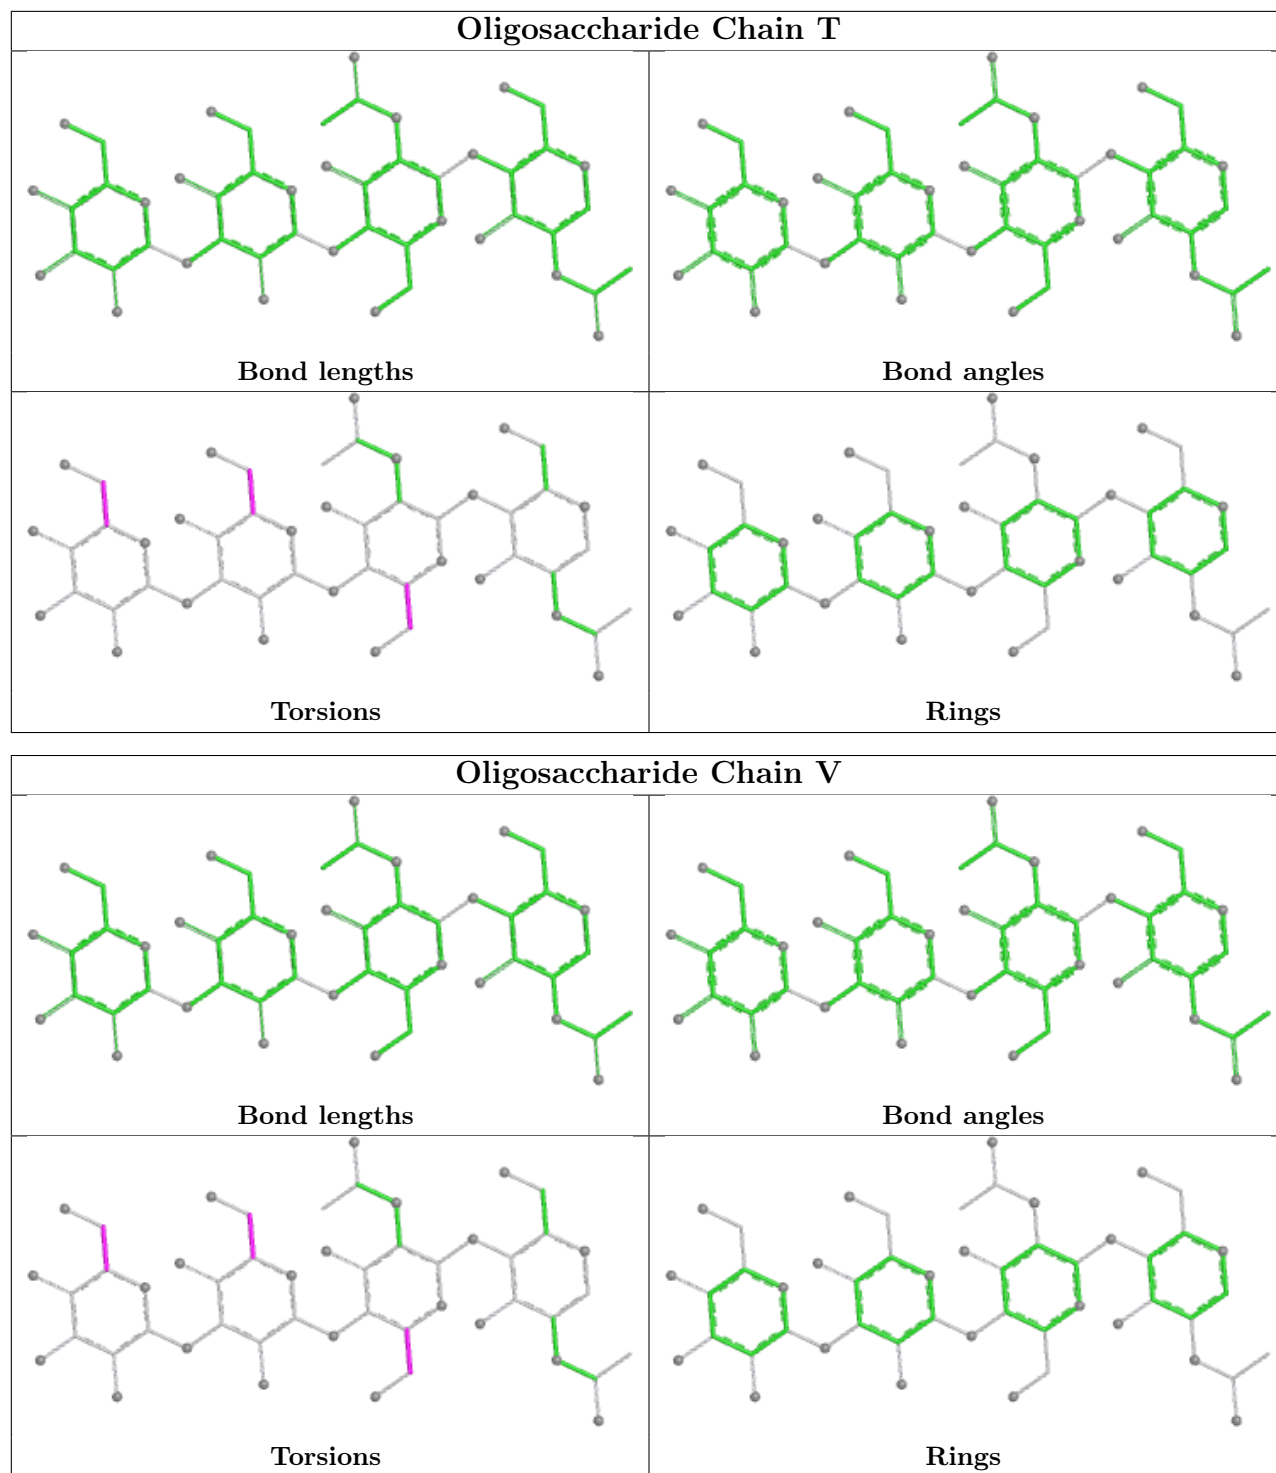 Oligosaccharide Chain T
Bond lengths
Bond angles
Torsions
Rings
Oligosaccharide Chain V
Bond lengths
Bond angles
Torsions
Rings